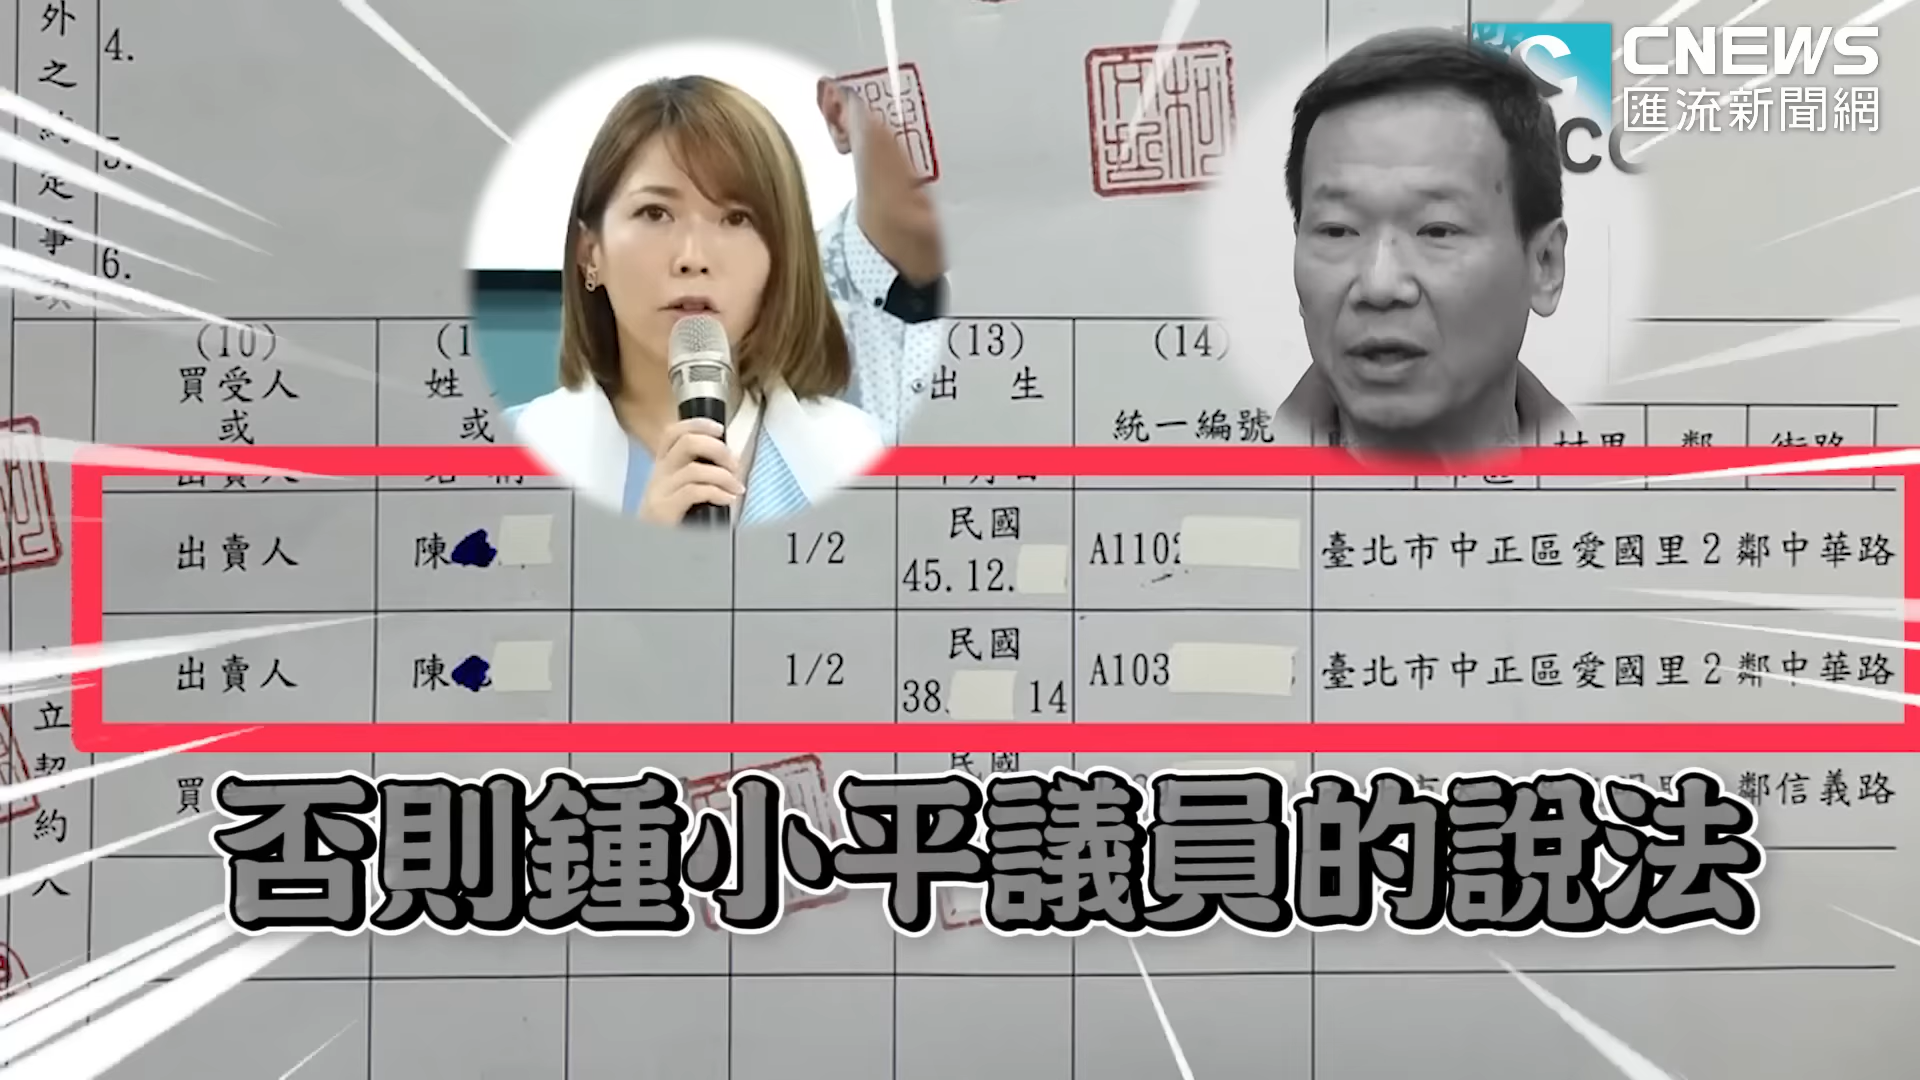 外之約定事項
4.
5.
6.
CNEWS
匯流新聞網
(10)
買受人
或
出賣人
姓
或
(13)
出 生
(14)
統一編號
鄰
街路
出賣人
陳
1/2
民國
45.12.
A1102
臺北市中正區愛國里2鄰中華路
出賣人
陳
1/2
民國
38.
14
A103
臺北市中正區愛國里2鄰中華路
立契約人
買
民國
鄰信義路
否則鍾小平議員的說法